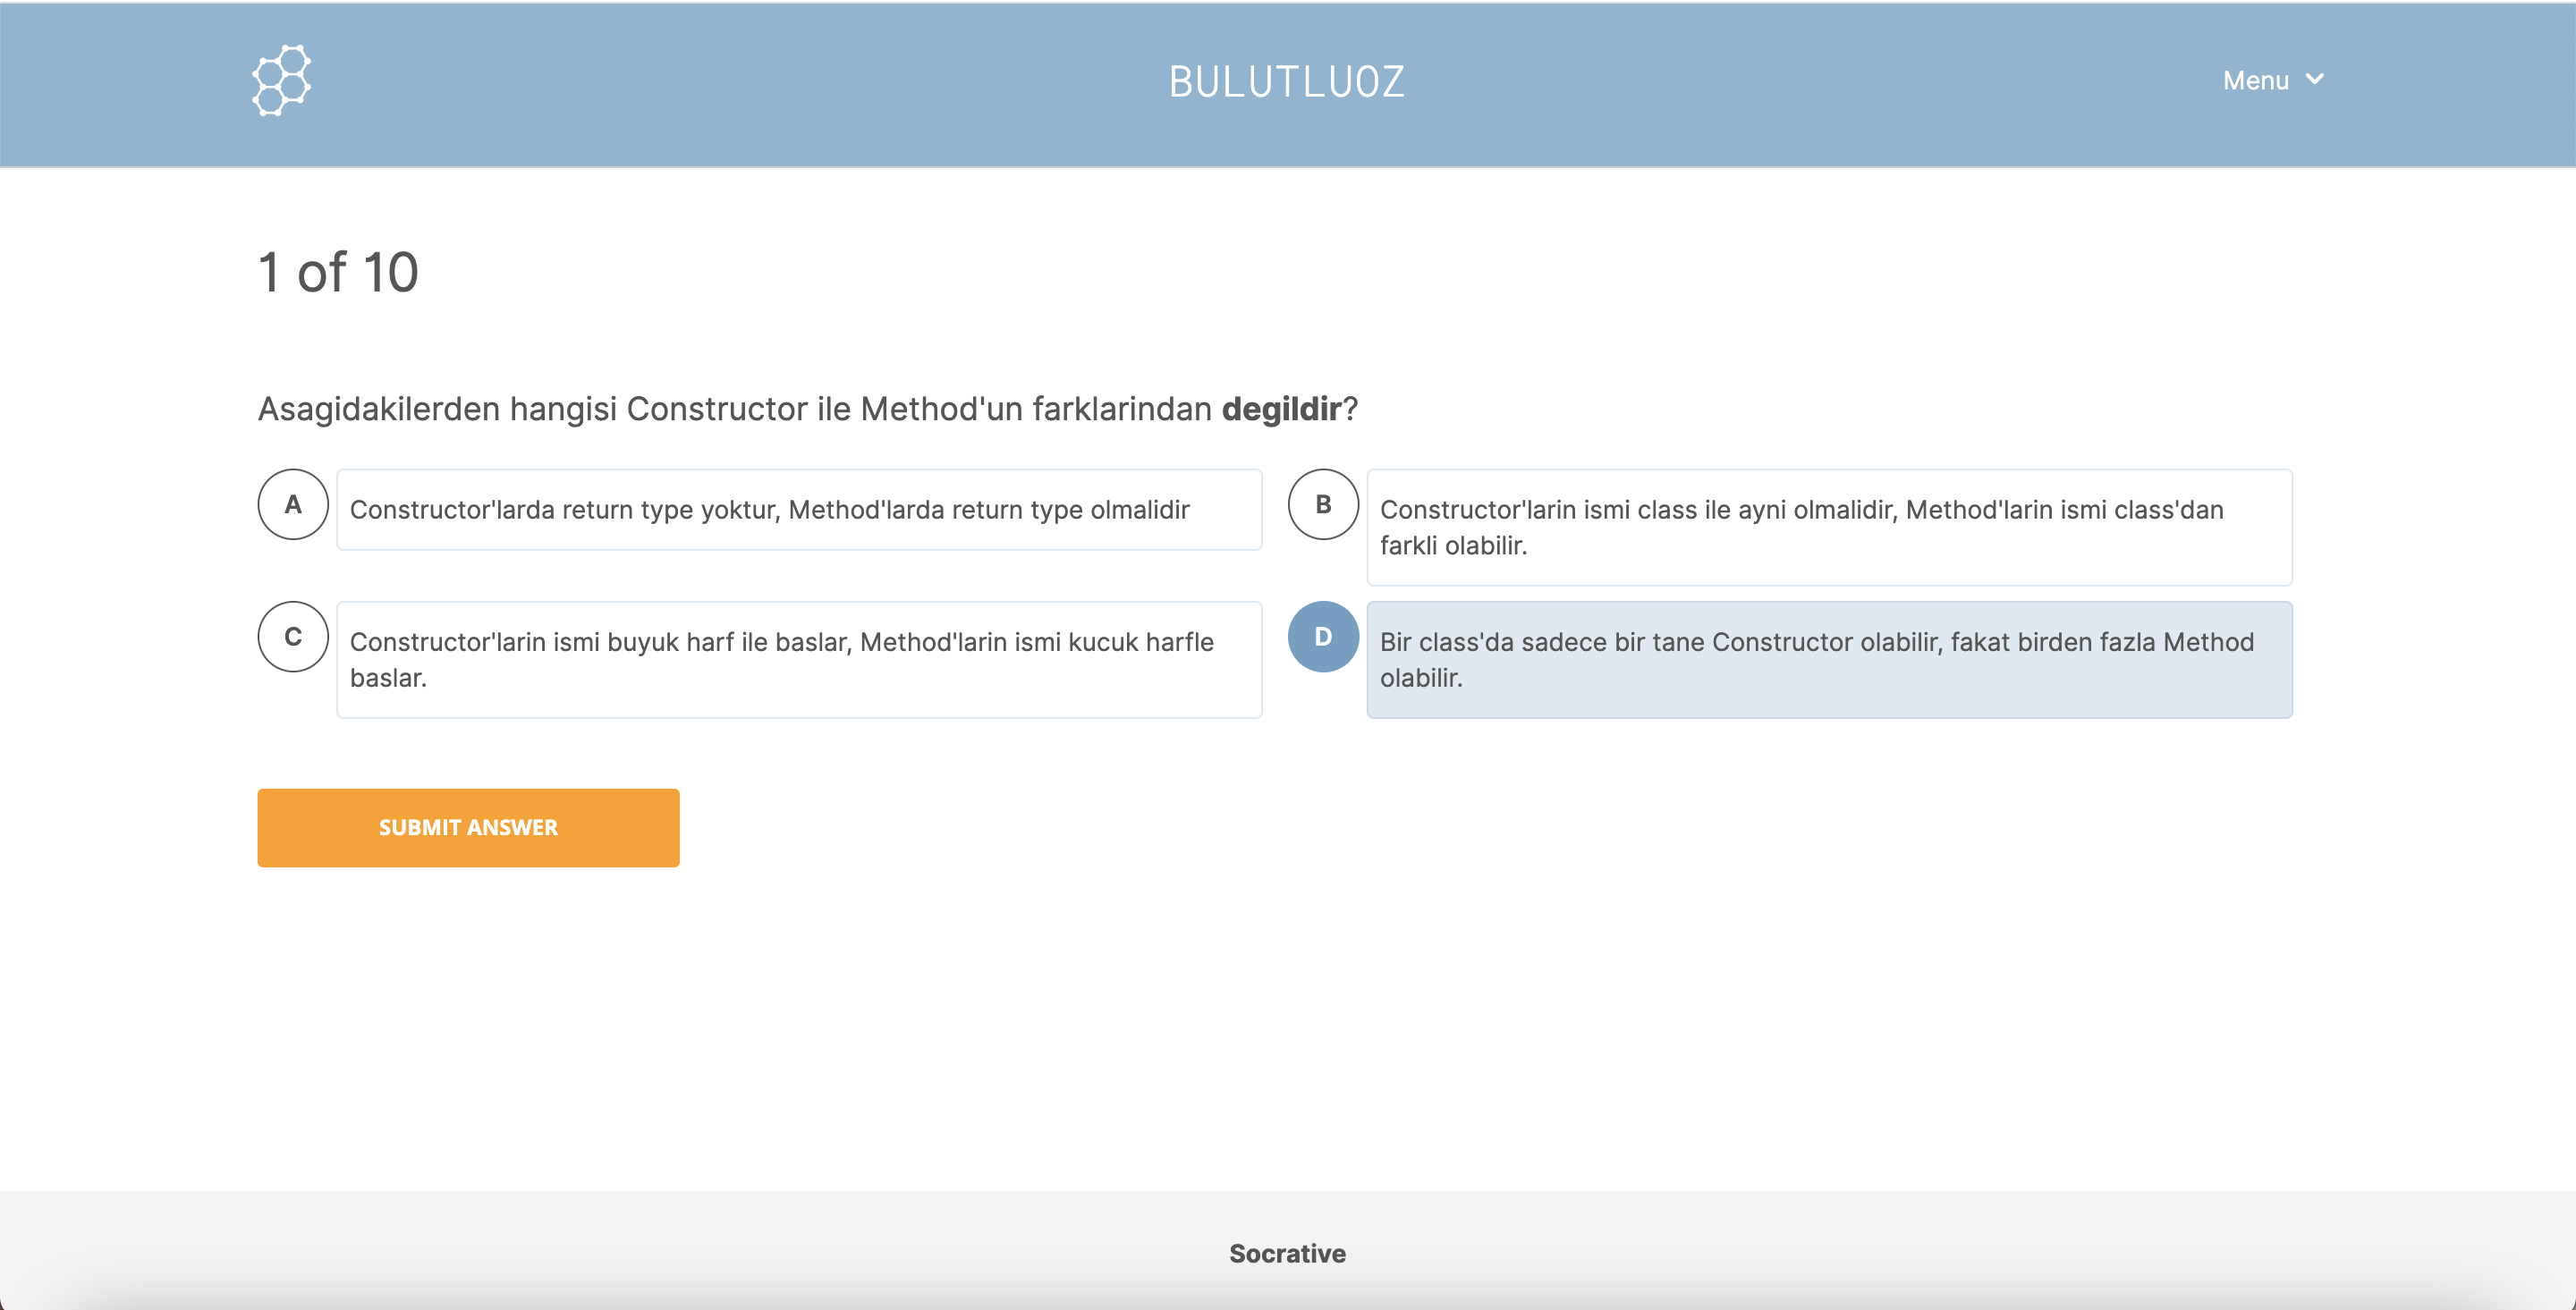 BULUTLUOZ
Menu
1 of 10
Asagidakilerden hangisi Constructor ile Method'un farklarindan degildir?
A
Constructor'larda return type yoktur, Method'larda return type olmalidir
B
Constructor'larin ismi class ile ayni olmalidir, Method'larin ismi class'dan
farkli olabilir.
C
Constructor'larin ismi buyuk harf ile baslar, Method'larin ismi kucuk harfle
baslar.
D
Bir class'da sadece bir tane Constructor olabilir, fakat birden fazla Method
olabilir.
SUBMIT ANSWER
Socrative